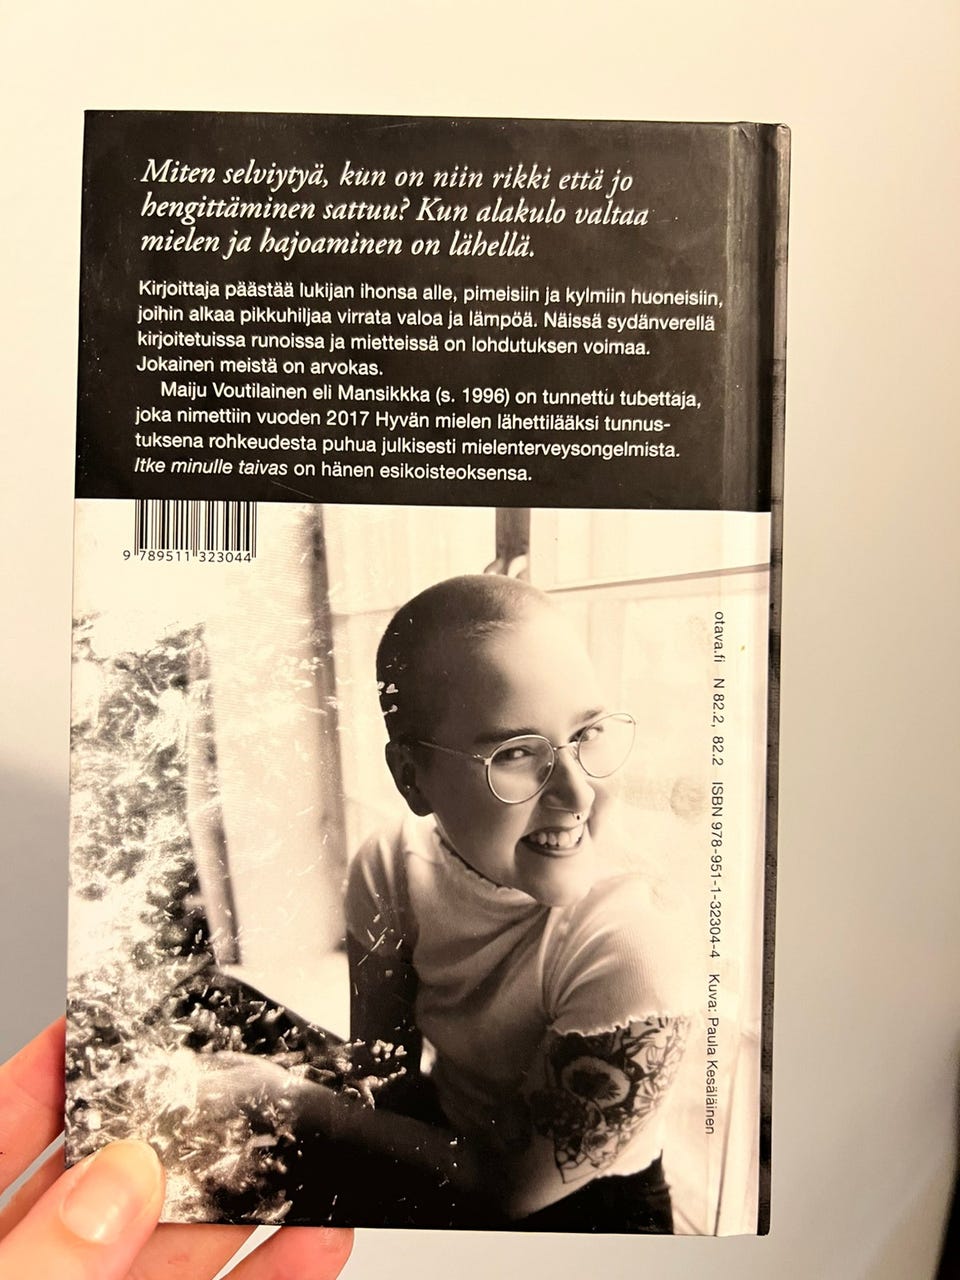 Miten selviytyä, kun on niin rikki että jo
hengittäminen sattuu? Kun alakulo valtaa
mielen ja hajoaminen on lähellä.
Kirjoittaja päästää lukijan ihonsa alle, pimeisiin ja kylmiin huoneisiin,
joihin alkaa pikkuhiljaa virrata valoa ja lämpöä. Näissä sydänverellä
kirjoitetuissa runoissa ja mietteissä on lohdutuksen voimaa.
Jokainen meistä on arvokas.
Maiju Voutilainen eli Mansikkka (s. 1996) on tunnettu tubettaja,
joka nimettiin vuoden 2017 Hyvän mielen lähettilääksi tunnus-
tuksena rohkeudesta puhua julkisesti mielenterveysongelmista.
Itke minulle taivas on hänen esikoisteoksensa.
9 789511 323044
otava.fi N 82.2, 82.2 ISBN 978-951-1-32304-4 Kuva: Paula Kesäläinen